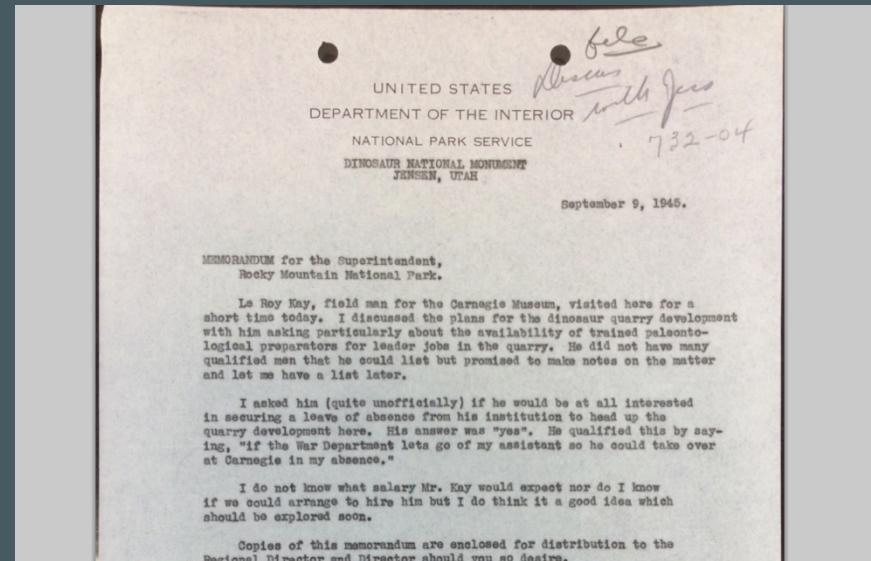 file
Discuss
with Jess
732-04
UNITED STATES
DEPARTMENT OF THE INTERIOR
NATIONAL PARK SERVICE
DINOSAUR NATIONAL MONUMENT
JENSEN, UTAH
September 9, 1945.
MEMORANDUM for the Superintendent,
Rocky Mountain National Park.
Le Roy Kay, field man for the Carnegie Museum, visited here for a
short time today. I discussed the plans for the dinosaur quarry development
with him asking particularly about the availability of trained paleonto-
logical preparators for leader jobs in the quarry. He did not have many
qualified men that he could list but promised to make notes on the matter
and let me have a list later.
I asked him (quite unofficially) if he would be at all interested
in securing a leave of absence from his institution to head up the
quarry development here. His answer was "yes". He qualified this by say-
ing, "if the War Department lets go of my assistant so he could take over
at Carnegie in my absence."
I do not know what salary Mr. Kay would expect nor do I know
if we could arrange to hire him but I do think it a good idea which
should be explored soon.
Copies of this memorandum are enclosed for distribution to the
Regional Director and Director should you so desire.